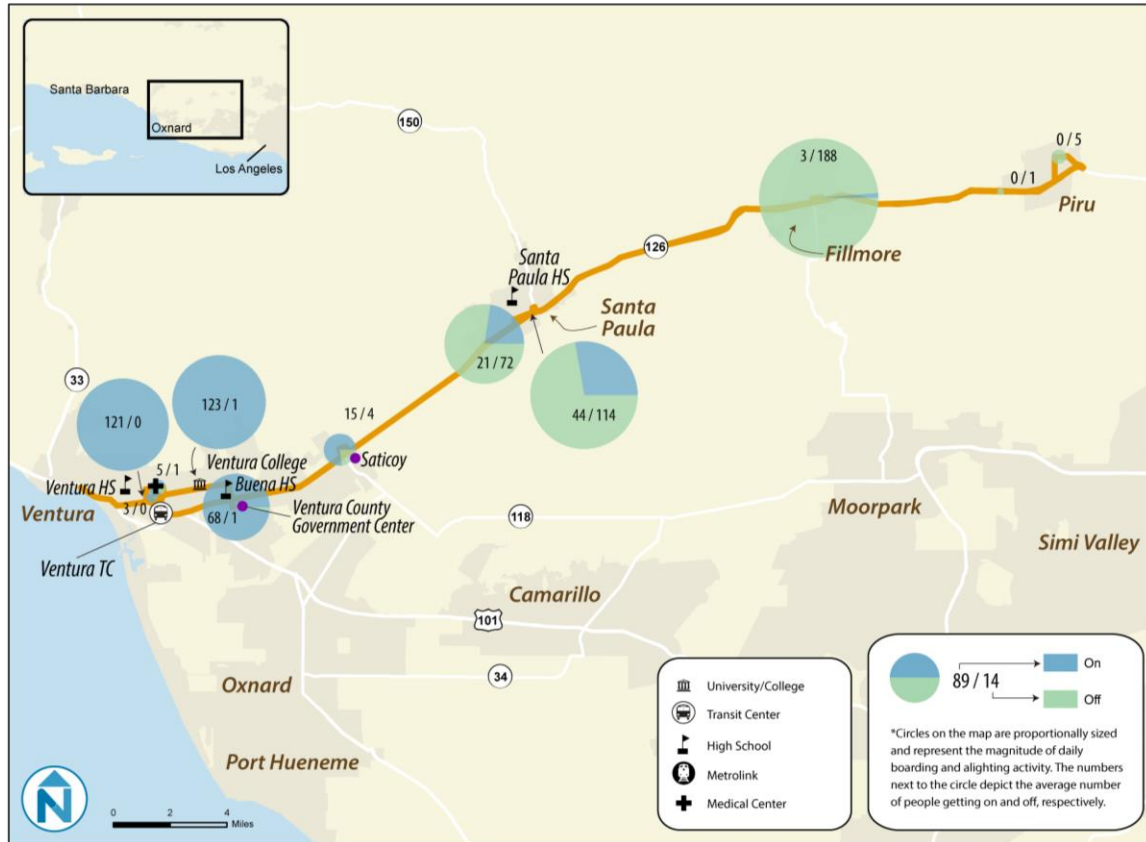 Santa Barbara
Oxnard
Los Angeles
150
0 / 5
3 / 188
0 / 1
Piru
126
Fillmore
Santa
Paula HS
Santa
Paula
21 / 72
33
44 / 114
123 / 1
121 / 0
15 / 4
5 / 1
Ventura College
Saticoy
Ventura HS
Buena HS
3 / 0
Ventura
68 / 1
Ventura County
Government Center
118
Moorpark
Simi Valley
Ventura TC
Camarillo
101
34
Oxnard
Port Hueneme
N
0 2 4
Miles
University/College
Transit Center
High School
Metrolink
Medical Center
89 / 14
On
Off
*Circles on the map are proportionally sized
and represent the magnitude of daily
boarding and alighting activity. The numbers
next to the circle depict the average number
of people getting on and off, respectively.